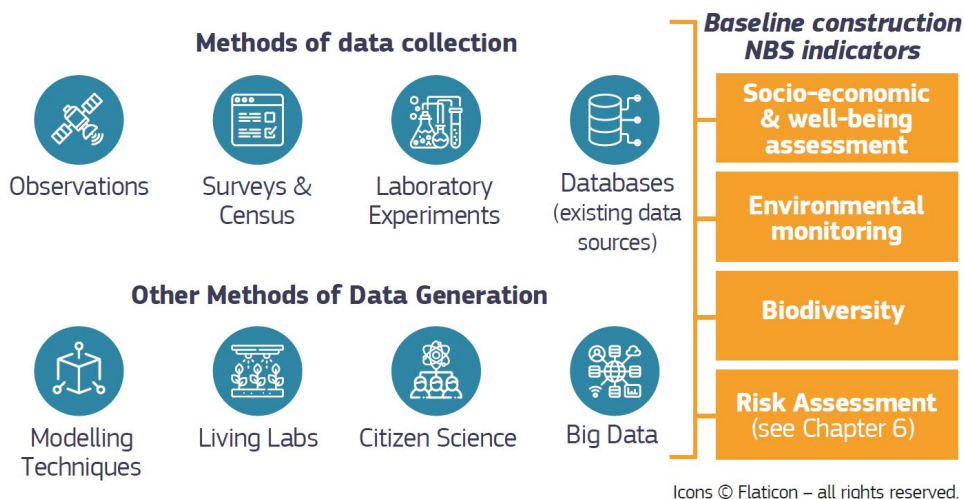 Methods of data collection
Observations
Surveys &
Census
Laboratory
Experiments
Databases
(existing data
sources)
Other Methods of Data Generation
Modelling
Techniques
Living Labs
Citizen Science
Big Data
Baseline construction
NBS indicators
Socio-economic
& well-being
assessment
Environmental
monitoring
Biodiversity
Risk Assessment
(see Chapter 6)
Icons © Flaticon – all rights reserved.